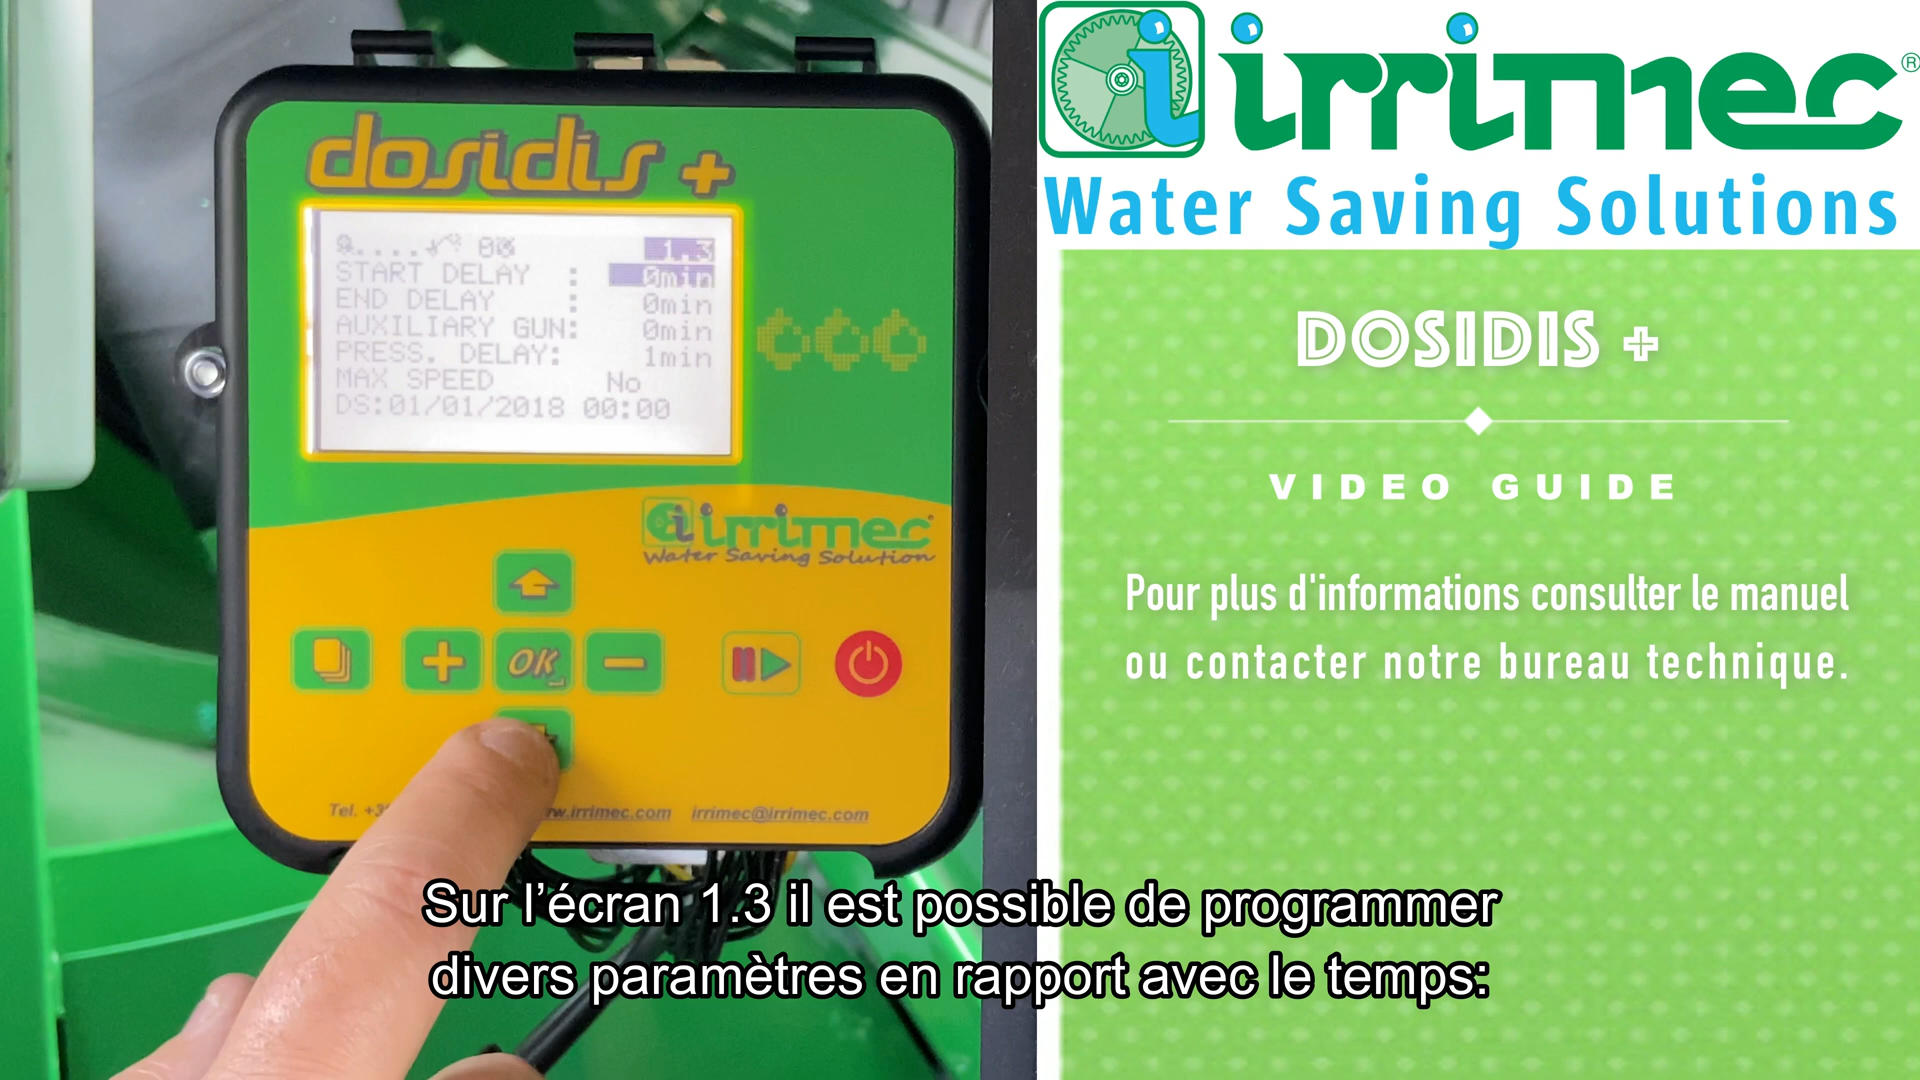 dosidis +
1.3
START DELAY : 0min
END DELAY : 0min
AUXILIARY GUN: 0min
PRESS. DELAY: 1min
MAX SPEED No
DS:01/01/2018 00:00
irrimec
Water Saving Solution
OK
Tel. www.irrimec.com irrimec@irrimec.com
irrimec®
Water Saving Solutions
DOSIDIS +
VIDEO GUIDE
Pour plus d'informations consulter le manuel
ou contacter notre bureau technique.
Sur l’écran 1.3 il est possible de programmer
divers paramètres en rapport avec le temps: